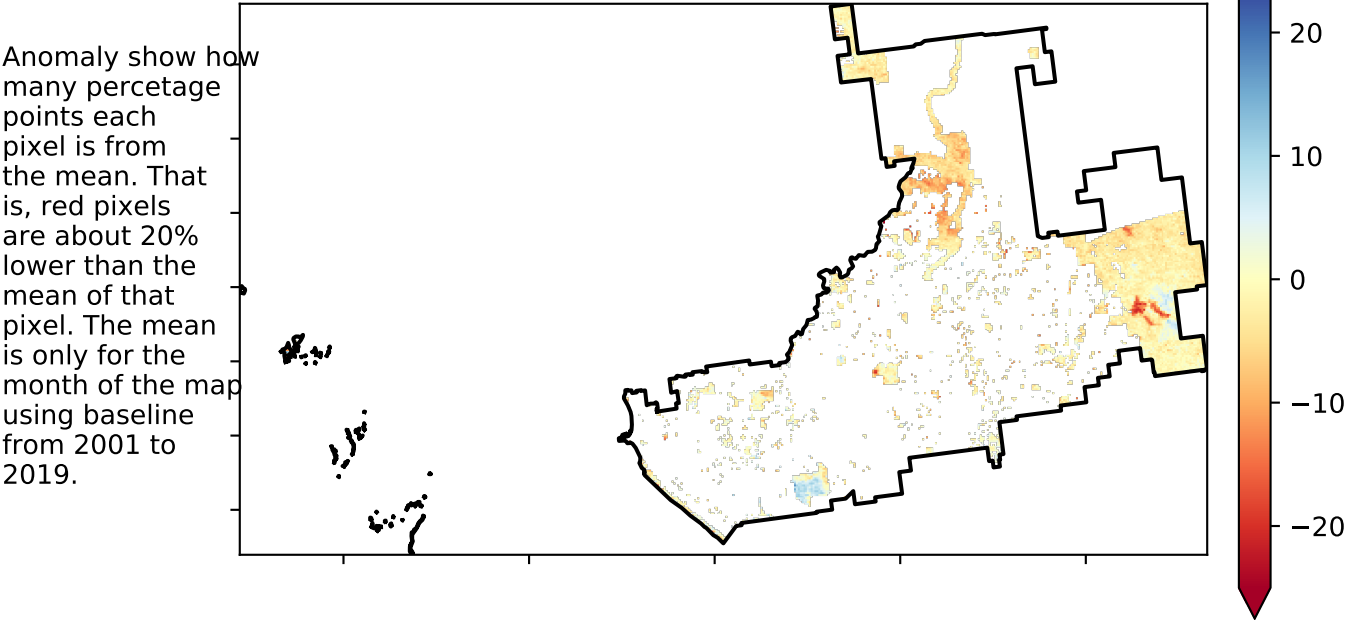 Anomaly show how
many percetage
points each
pixel is from
the mean. That
is, red pixels
are about 20%
lower than the
mean of that
pixel. The mean
is only for the
month of the map
using baseline
from 2001 to
2019.
20
10
0
−10
−20